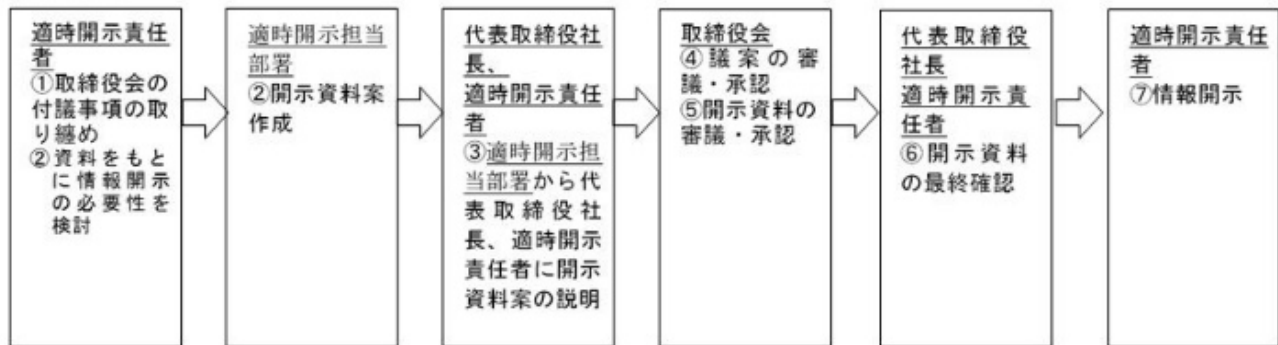 適時開示責任
者
①取締役会の
付議事項の取
り纏め
②資料をもと
に情報開示
の必要性を
検討
適時開示担当
部署
②開示資料案
作成
代表取締役社
長、
適時開示責任
者
③適時開示担
当部署から代
表取締役社
長、適時開示
責任者に開示
資料案の説明
取締役会
④議案の審
議・承認
⑤開示資料の
審議・承認
代表取締役
社長
適時開示責
任者
⑥開示資料
の最終確認
適時開示責任
者
⑦情報開示